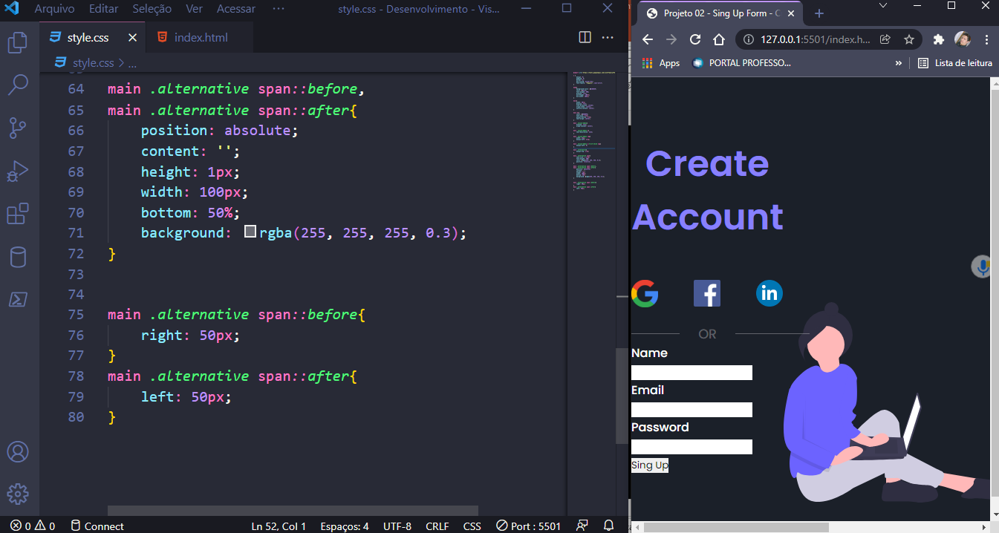 Arquivo Editar Seleção Ver Acessar ··· style.css - Desenvolvimento - Vis...
style.css index.html
style.css > ...
64 main .alternative span::before,
65 main .alternative span::after{
66 position: absolute;
67 content: '';
68 height: 1px;
69 width: 100px;
70 bottom: 50%;
71 background: rgba(255, 255, 255, 0.3);
72 }
73
74
75 main .alternative span::before{
76 right: 50px;
77 }
78 main .alternative span::after{
79 left: 50px;
80 }
0 0 Connect Ln 52, Col 1 Espaços: 4 UTF-8 CRLF CSS Port : 5501
Projeto 02 - Sing Up Form - C
127.0.0.1:5501/index.h...
Apps PORTAL PROFESSO... » Lista de leitura
Create
Account
G f in
OR
Name
Email
Password
Sing Up